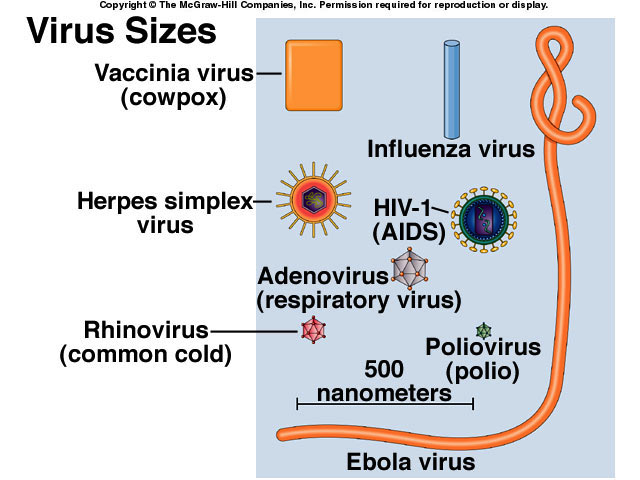 Copyright © The McGraw-Hill Companies, Inc. Permission required for reproduction or display.
Virus Sizes
Vaccinia virus
(cowpox)
Influenza virus
Herpes simplex
virus
HIV-1
(AIDS)
Adenovirus
(respiratory virus)
Rhinovirus
(common cold)
Poliovirus
(polio)
500
nanometers
Ebola virus